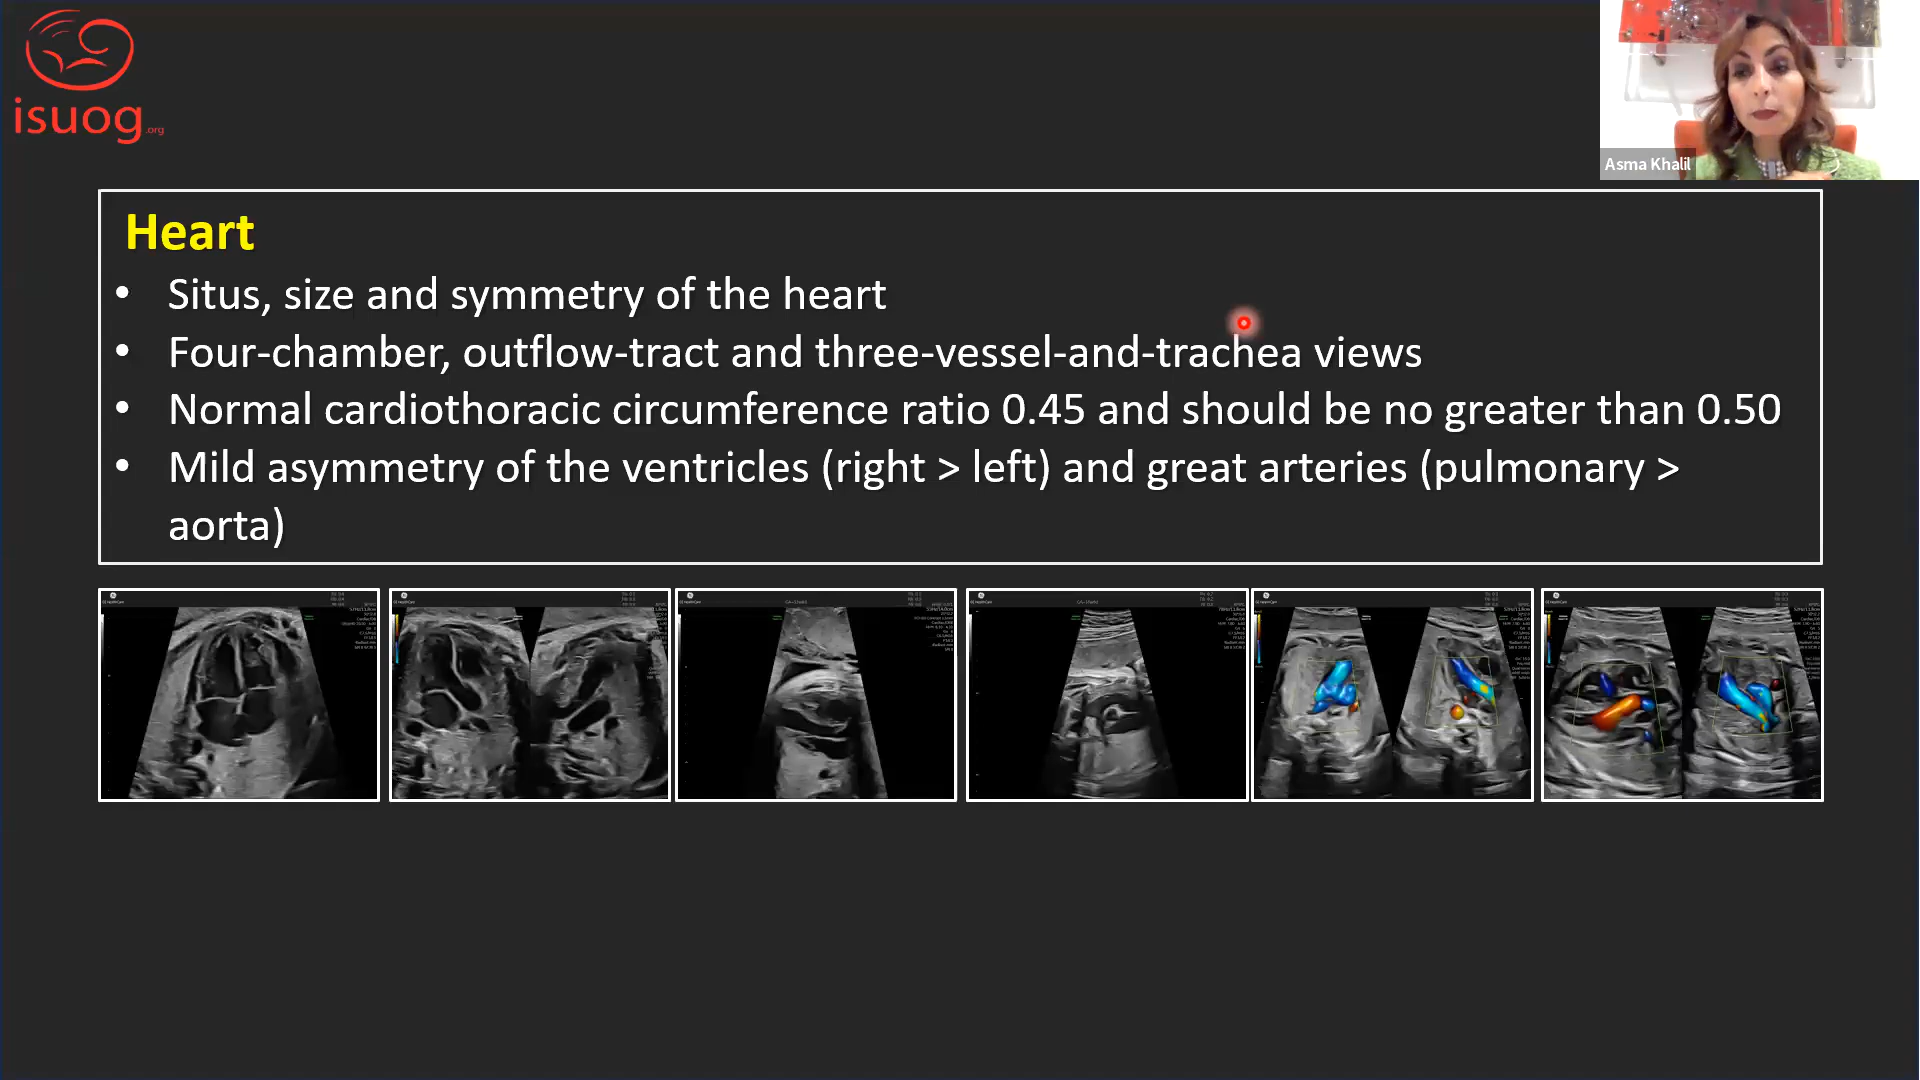 isuog.org
Asma Khalil
Heart
• Situs, size and symmetry of the heart
• Four-chamber, outflow-tract and three-vessel-and-trachea views
• Normal cardiothoracic circumference ratio 0.45 and should be no greater than 0.50
• Mild asymmetry of the ventricles (right > left) and great arteries (pulmonary >
aorta)